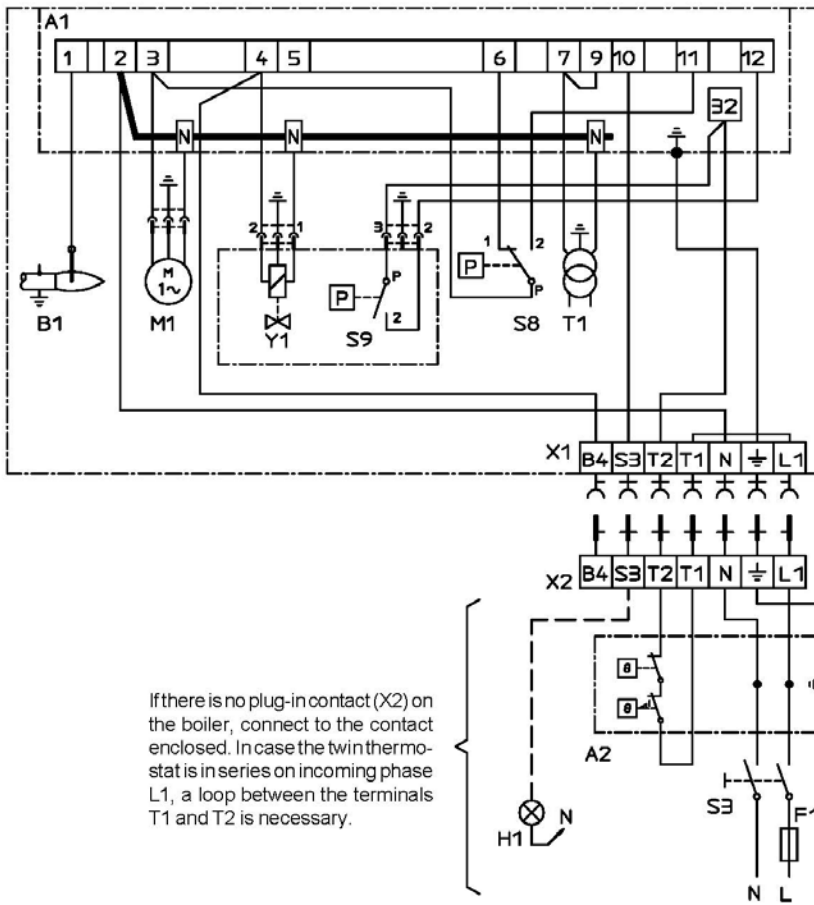 A1
1 2 3 4 5 6 7 9 10 11 12
32
N N N
2 1 3 2 1 2
P P P P
2
M
1~
B1 M1 Y1 S9 S8 T1
X1 B4 S3 T2 T1 N L1
X2 B4 S3 T2 T1 N L1
θ
θ
A2
If there is no plug-in contact (X2) on
the boiler, connect to the contact
enclosed. In case the twin thermo-
stat is in series on incoming phase
L1, a loop between the terminals
T1 and T2 is necessary.
S3 F1
H1 N
N L